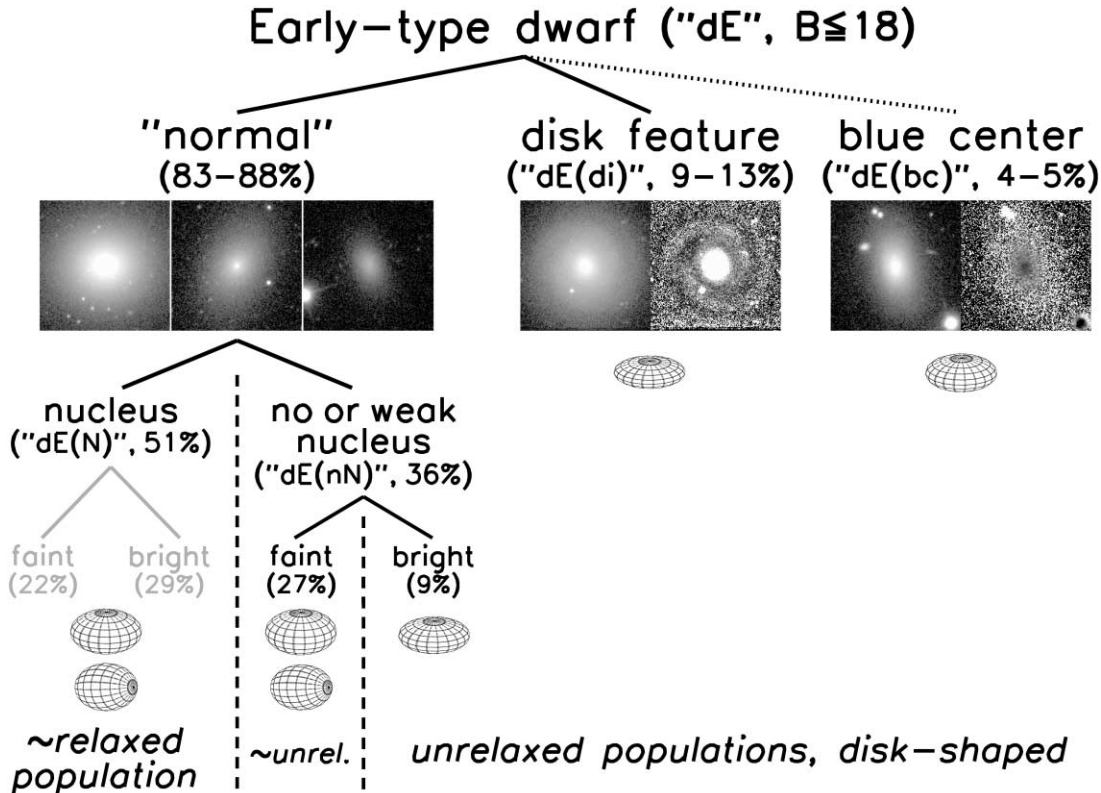 Early-type dwarf ("dE", B≦18)
"normal"
(83-88%)
disk feature
("dE(di)", 9-13%)
blue center
("dE(bc)", 4-5%)
nucleus
("dE(N)", 51%)
no or weak
nucleus
("dE(nN)", 36%)
faint
(22%)
bright
(29%)
faint
(27%)
bright
(9%)
~relaxed
population
~unrel.
unrelaxed populations, disk-shaped